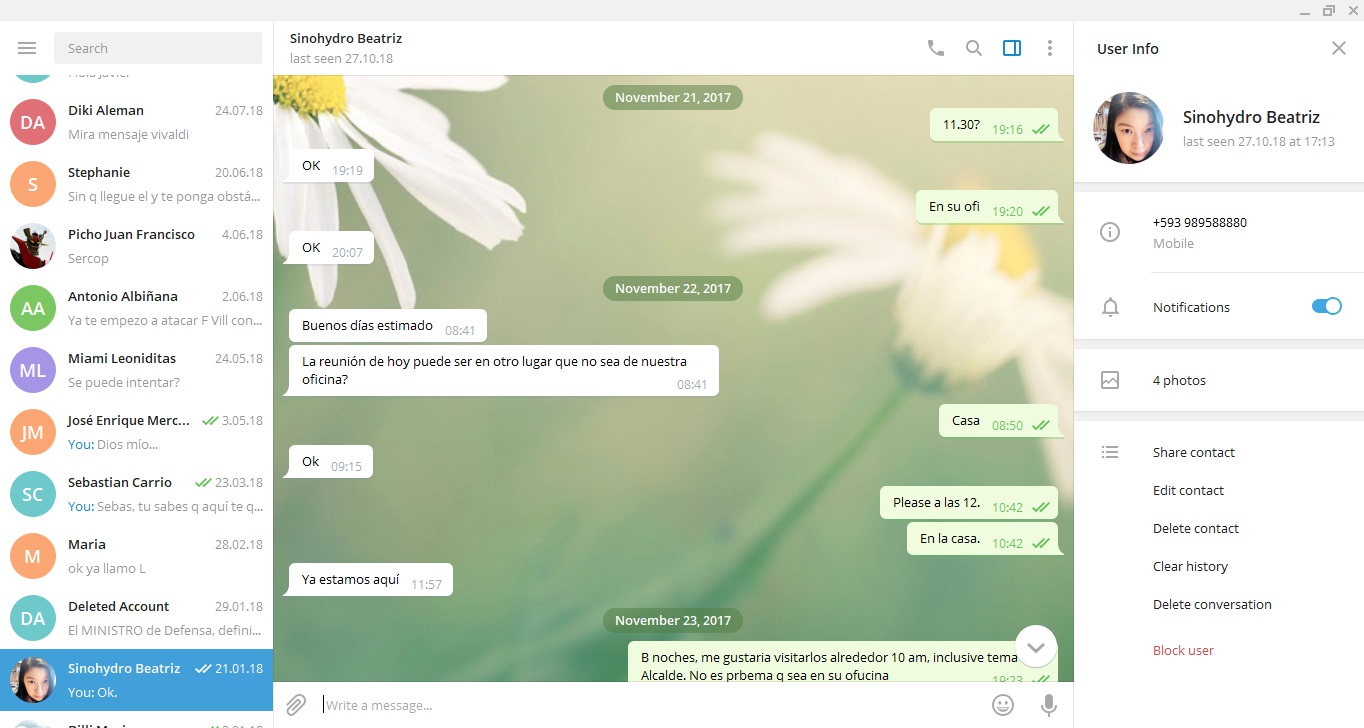 Search
Diki Aleman 24.07.18
Mira mensaje vivaldi
Stephanie 20.06.18
Sin q llegue el y te ponga obstá...
Picho Juan Francisco 4.06.18
Sercop
AA Antonio Albiñana 2.06.18
Ya te empezo a atacar F Vill con...
ML Miami Leoniditas 24.05.18
Se puede intentar?
JM José Enrique Merc... 3.05.18
You: Dios mío...
SC Sebastian Carrio 23.03.18
You: Sebas, tu sabes q aquí te q...
M Maria 28.02.18
ok ya llamo L
DA Deleted Account 29.01.18
El MINISTRO de Defensa, defini...
Sinohydro Beatriz 21.01.18
You: Ok.
DA
S
Sinohydro Beatriz
last seen 27.10.18
November 21, 2017
11.30? 19:16
OK 19:19
En su ofi 19:20
OK 20:07
November 22, 2017
Buenos días estimado 08:41
La reunión de hoy puede ser en otro lugar que no sea de nuestra
oficina? 08:41
Casa 08:50
Ok 09:15
Please a las 12. 10:42
En la casa. 10:42
Ya estamos aquí 11:57
November 23, 2017
B noches, me gustaria visitarlos alrededor 10 am, inclusive tema
Alcalde. No es prbema q sea en su ofucina 19:23
Write a message...
User Info
Sinohydro Beatriz
last seen 27.10.18 at 17:13
+593 989588880
Mobile
Notifications
4 photos
Share contact
Edit contact
Delete contact
Clear history
Delete conversation
Block user